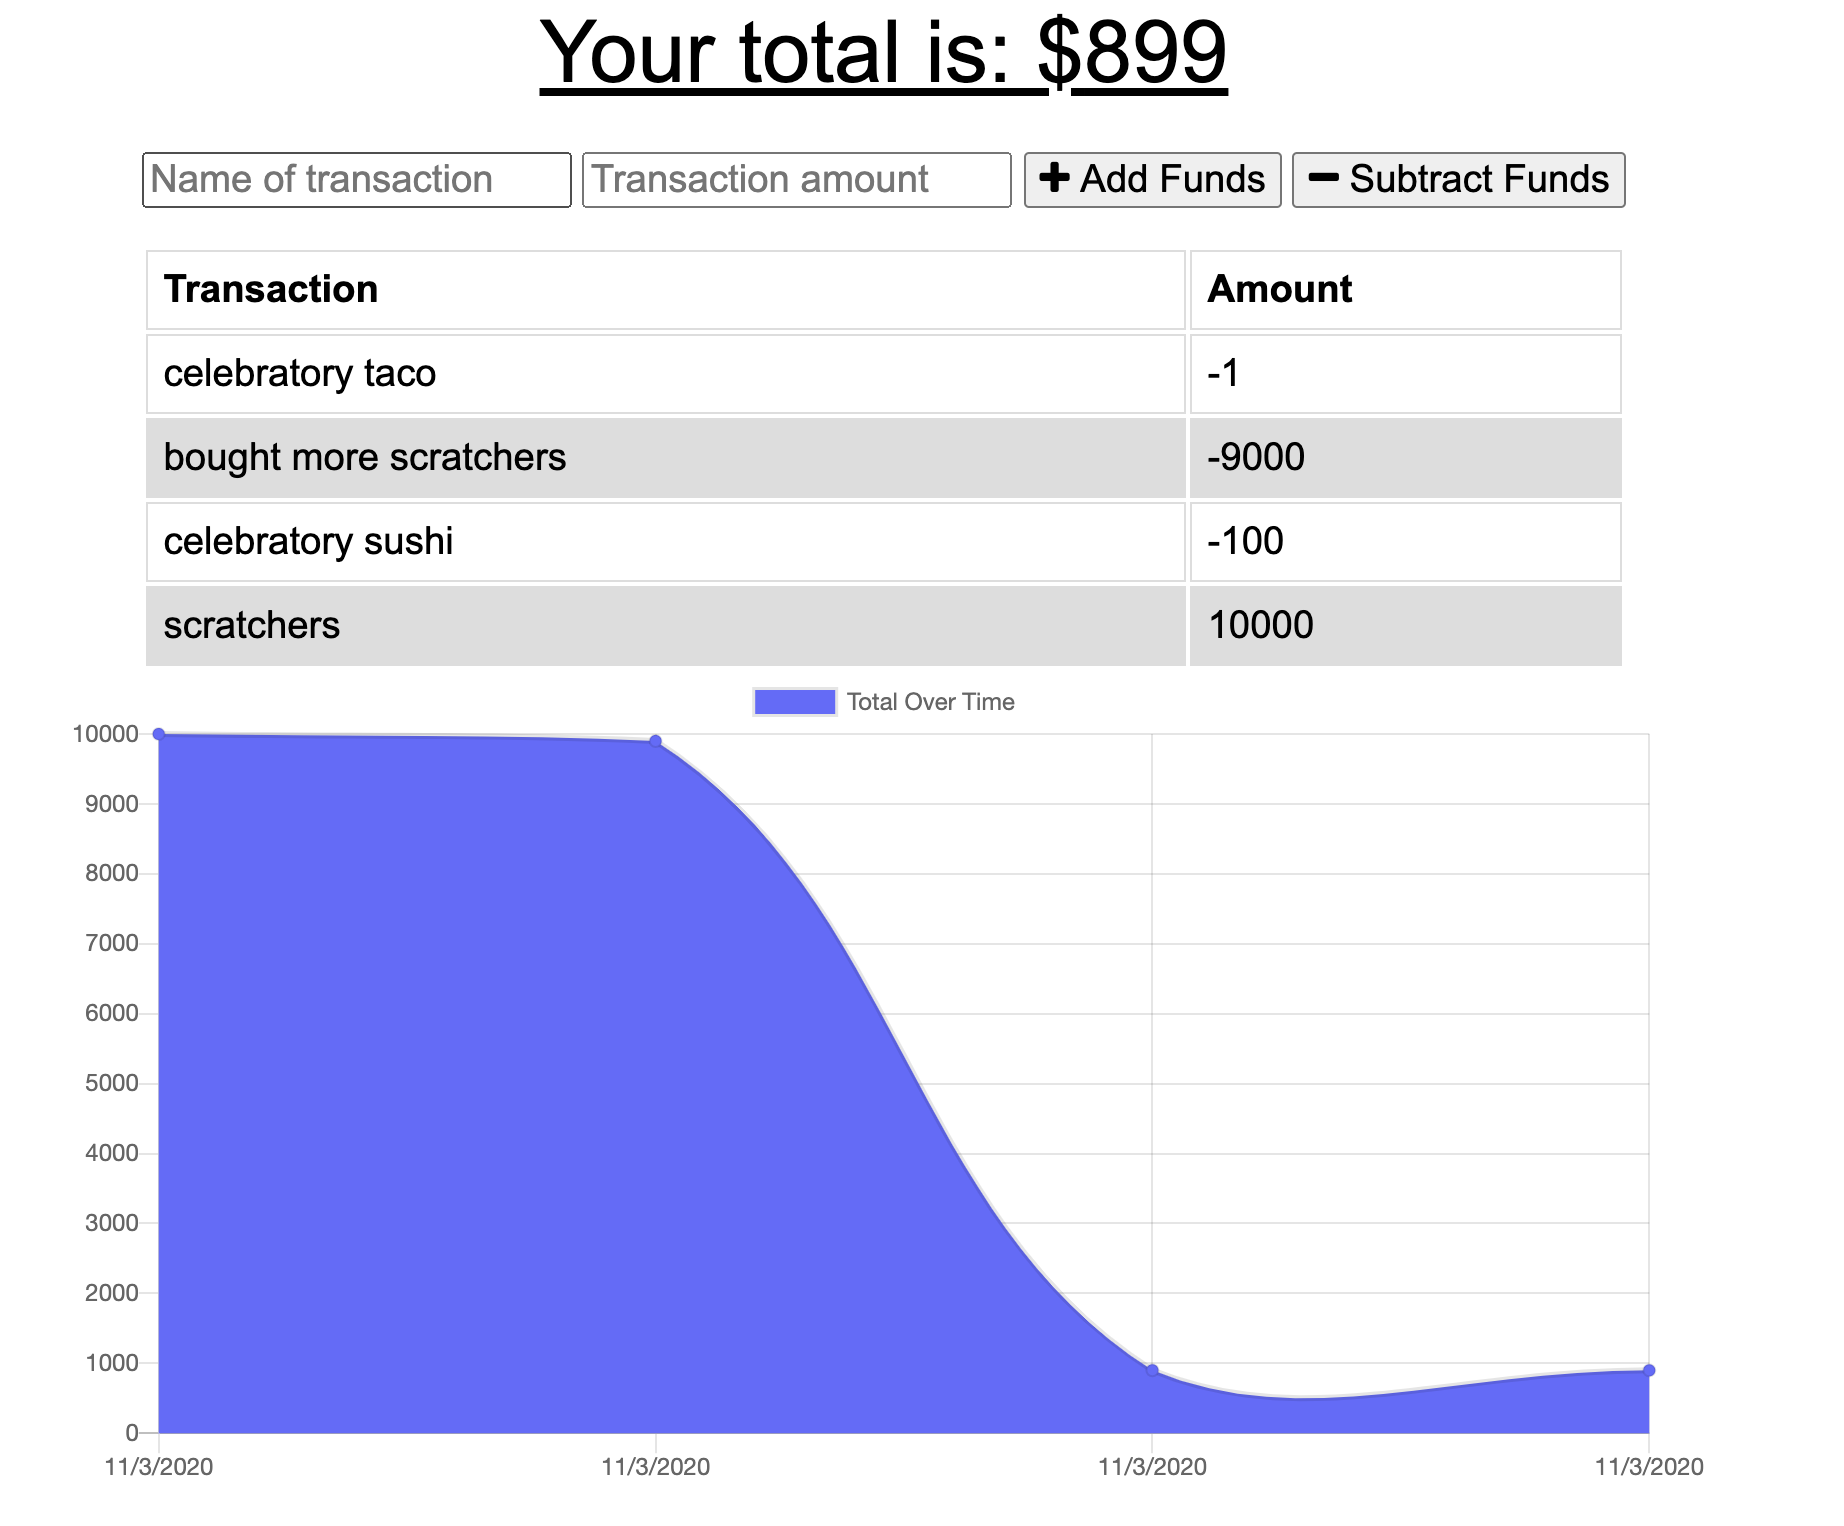 Your total is: $899
Name of transaction Transaction amount Add Funds Subtract Funds
Transaction Amount
celebratory taco -1
bought more scratchers -9000
celebratory sushi -100
scratchers 10000
Total Over Time
10000
9000
8000
7000
6000
5000
4000
3000
2000
1000
0
11/3/2020 11/3/2020 11/3/2020 11/3/2020